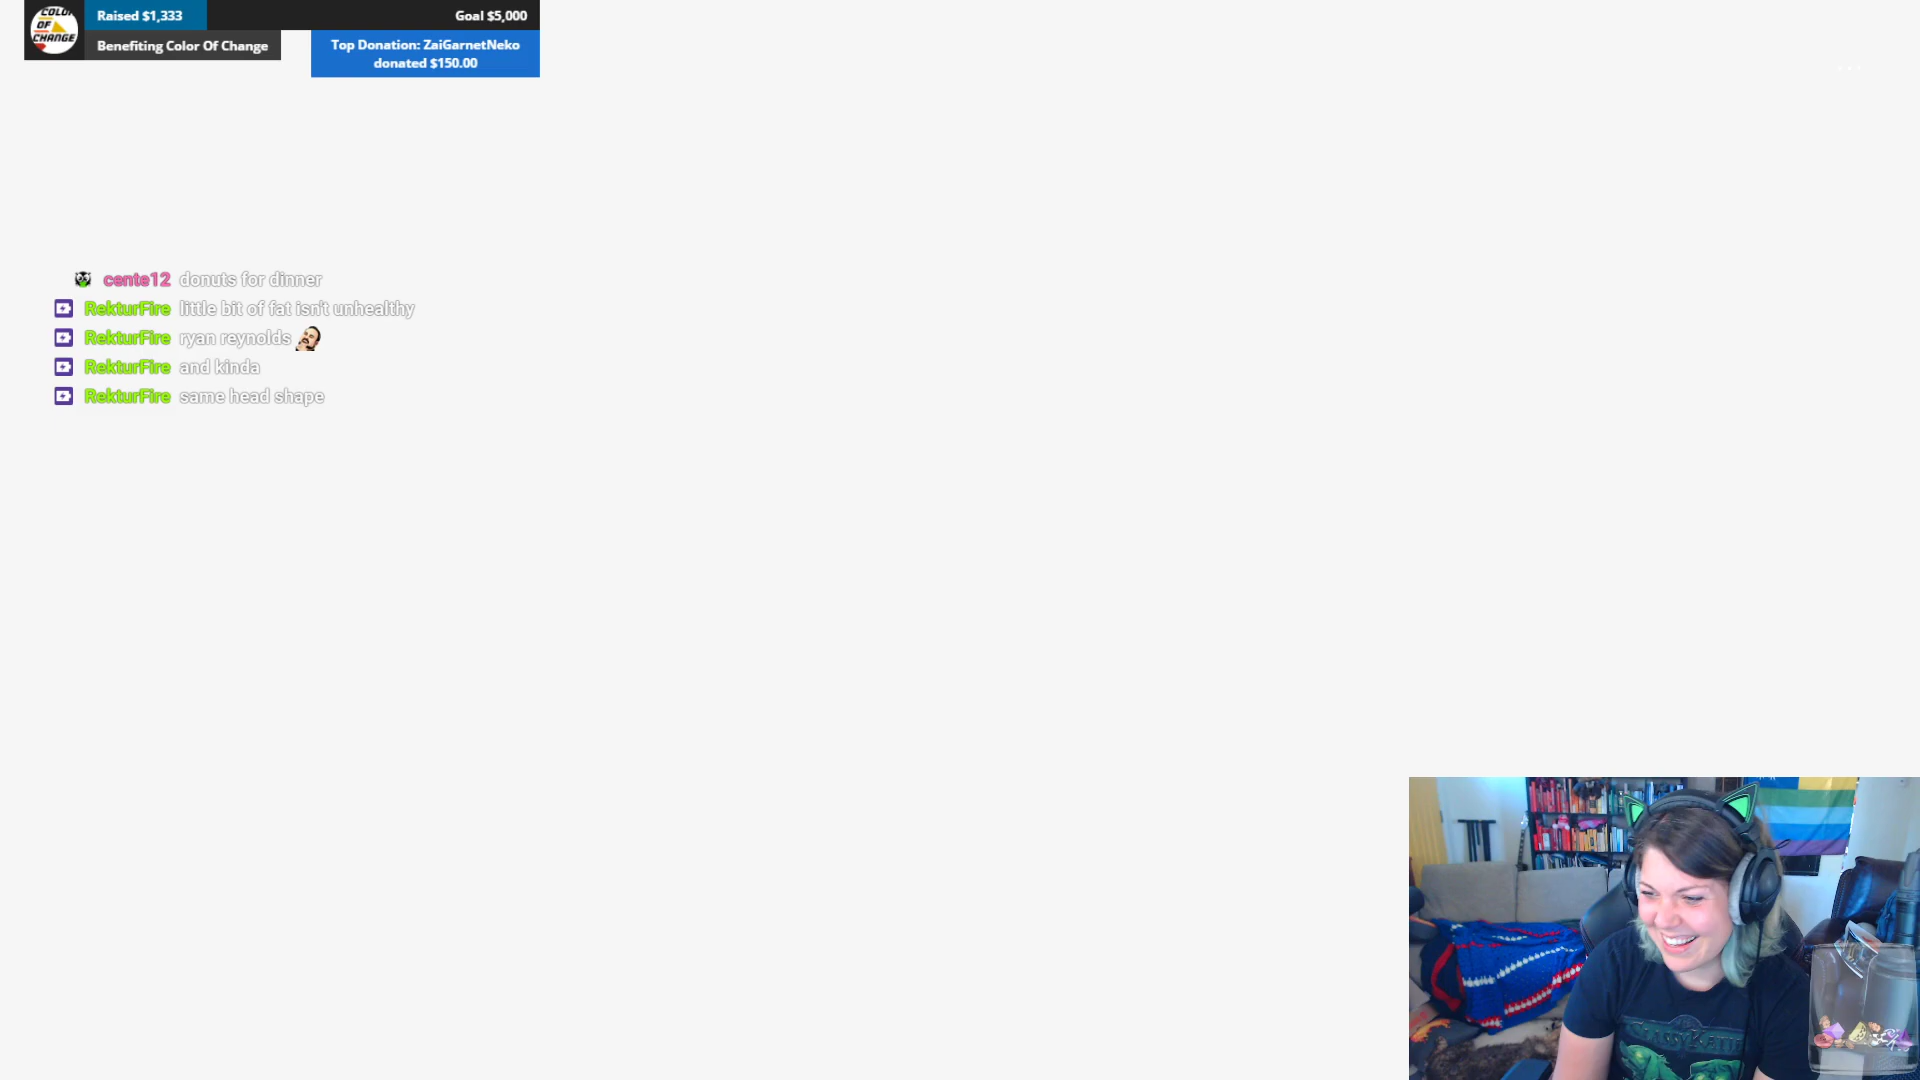 COLOR
OF
CHANGE
Raised $1,333
Goal $5,000
Benefiting Color Of Change
Top Donation: ZaiGarnetNeko
donated $150.00
cente12 donuts for dinner
RekturFire little bit of fat isn't unhealthy
RekturFire ryan reynolds
RekturFire and kinda
RekturFire same head shape